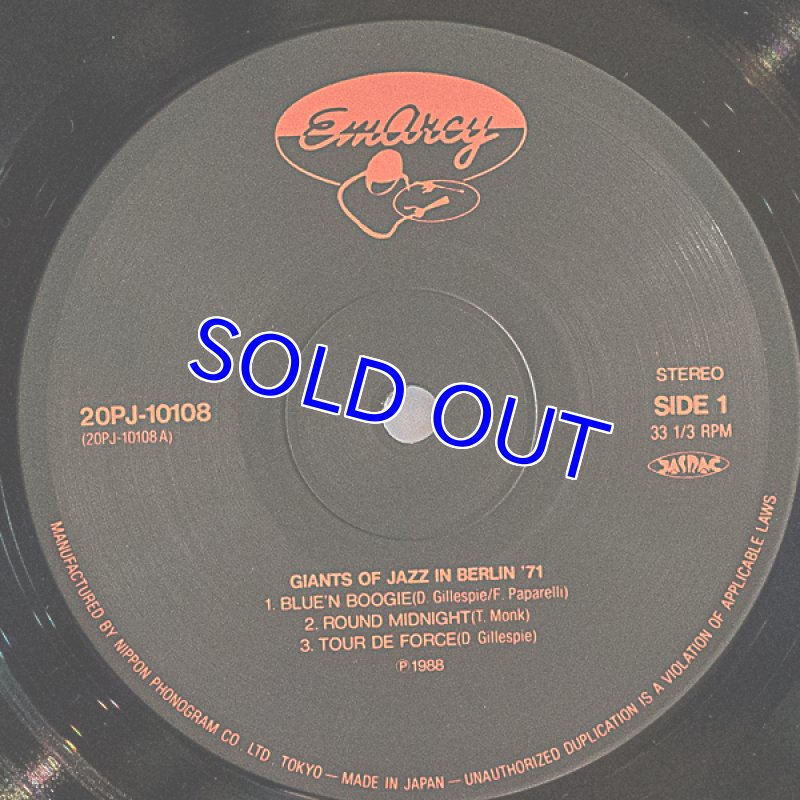 EmArcy
SOLD OUT
STEREO
20PJ-10108
SIDE 1
(20PJ-10108A)
33 1/3 RPM
JASRAC
GIANTS OF JAZZ IN BERLIN '71
1. BLUE'N BOOGIE(D. Gillespie/F. Paparelli)
2. ROUND MIDNIGHT(T. Monk)
3. TOUR DE FORCE(D. Gillespie)
Ⓟ1988
MANUFACTURED BY NIPPON PHONOGRAM CO. LTD. TOKYO — MADE IN JAPAN — UNAUTHORIZED DUPLICATION IS A VIOLATION OF APPLICABLE LAWS